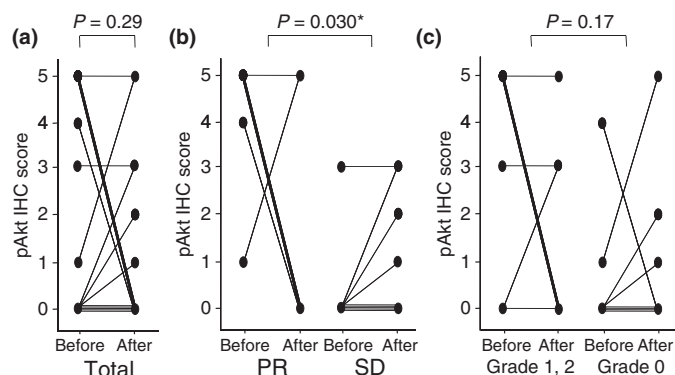 P = 0.29
P = 0.030*
P = 0.17
(a)
(b)
(c)
pAkt IHC score
5
4
3
2
1
0
Before After
Total
pAkt IHC score
5
4
3
2
1
0
Before After Before After
PR SD
pAkt IHC score
5
4
3
2
1
0
Before After Before After
Grade 1, 2 Grade 0